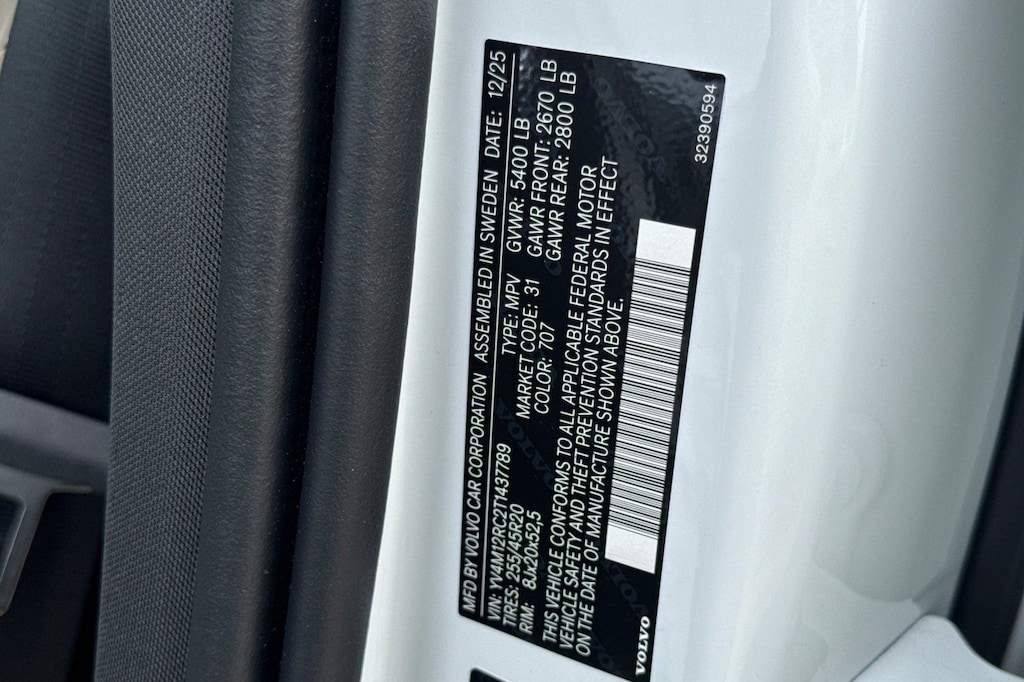 MFD BY VOLVO CAR CORPORATION ASSEMBLED IN SWEDEN DATE: 12/25
VIN: YV4M12RC2T1437789 TYPE: MPV GVWR: 5400 LB
TIRES: 255/45R20 MARKET CODE: 31 GAWR FRONT: 2670 LB
RIM: 8Jx20x52,5 COLOR: 707 GAWR REAR: 2800 LB
THIS VEHICLE CONFORMS TO ALL APPLICABLE FEDERAL MOTOR
VEHICLE SAFETY AND THEFT PREVENTION STANDARDS IN EFFECT
ON THE DATE OF MANUFACTURE SHOWN ABOVE.
VOLVO
32390594